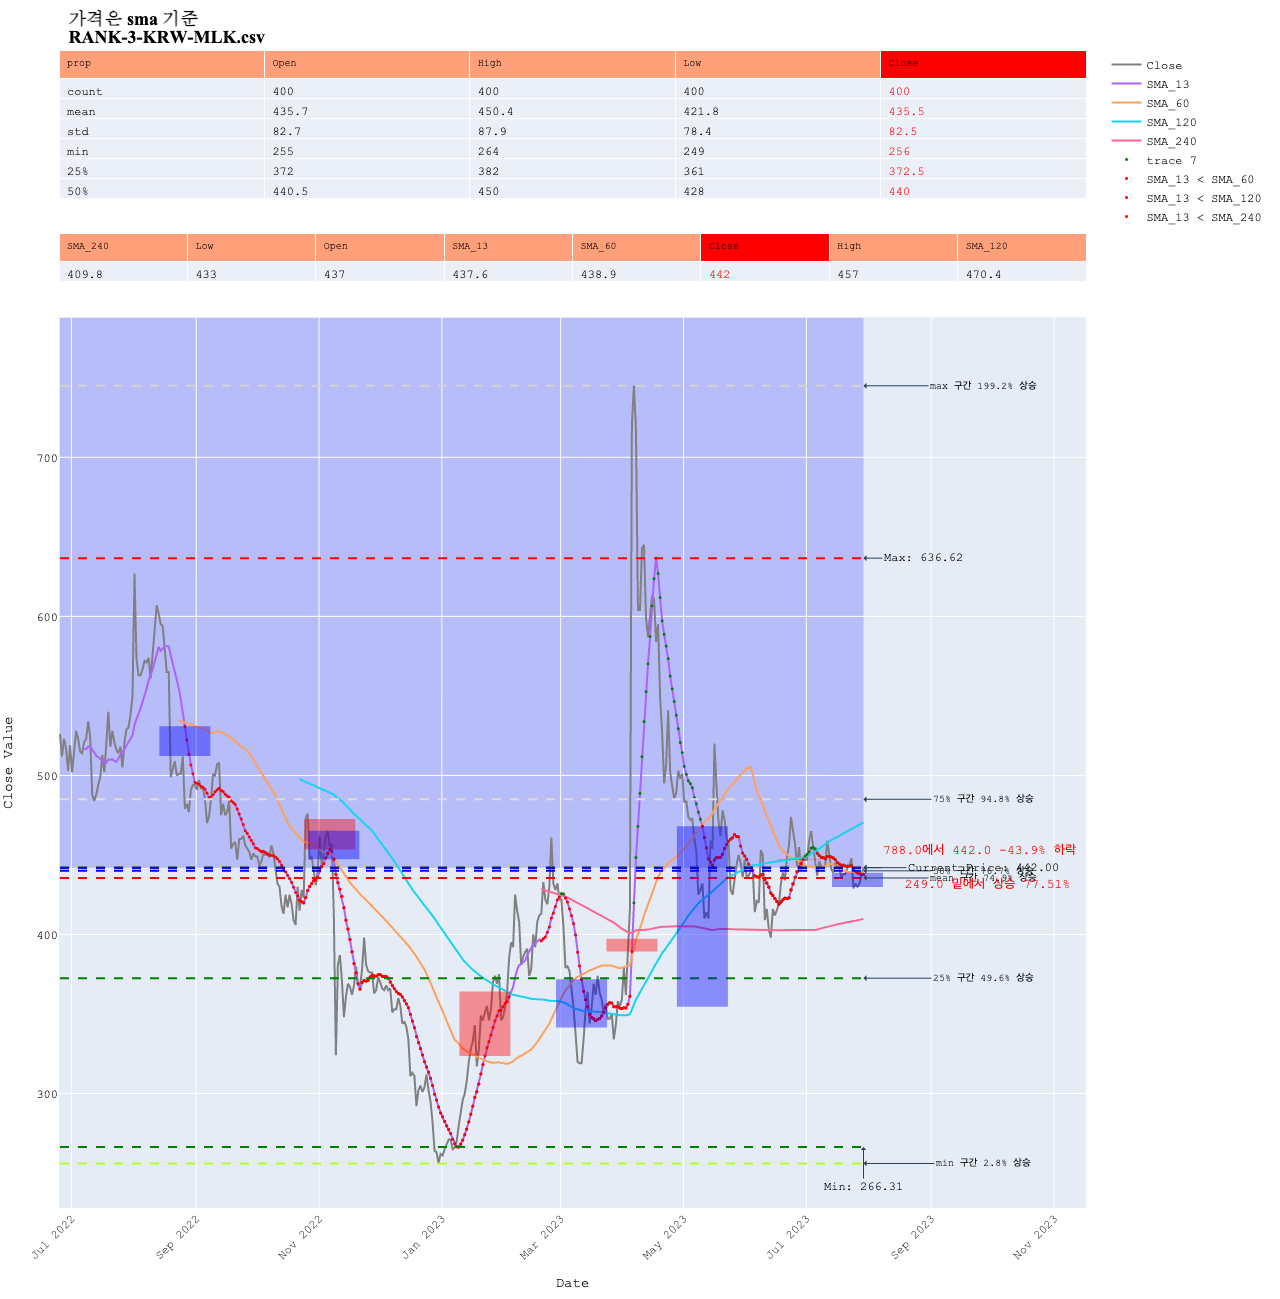 가격은 sma 기준
RANK-3-KRW-MLK.csv
prop Open High Low Close
count 400 400 400 400
mean 435.7 450.4 421.8 435.5
std 82.7 87.9 78.4 82.5
min 255 264 249 256
25% 372 382 361 372.5
50% 440.5 450 428 440
SMA_240 Low Open SMA_13 SMA_60 Close High SMA_120
409.8 433 437 437.6 438.9 442 457 470.4
Close
SMA_13
SMA_60
SMA_120
SMA_240
trace 7
SMA_13 < SMA_60
SMA_13 < SMA_120
SMA_13 < SMA_240
max 구간 199.2% 상승
Max: 636.62
75% 구간 94.8% 상승
788.0에서 442.0 -43.9% 하락
Current Price: 442.00
mean 구간 74.9% 상승
249.0 밑에서 상승 77.51%
25% 구간 49.6% 상승
min 구간 2.8% 상승
Min: 266.31
700
600
500
400
300
Close Value
Jul 2022
Sep 2022
Nov 2022
Jan 2023
Mar 2023
May 2023
Jul 2023
Sep 2023
Nov 2023
Date